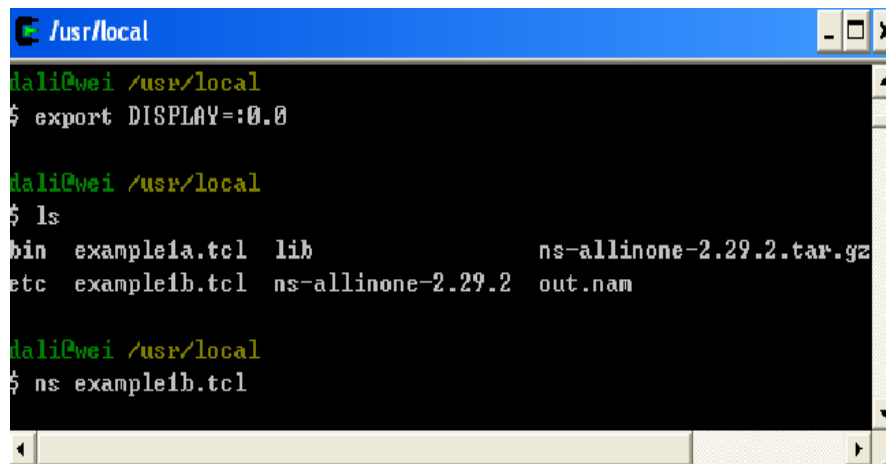 /usr/local
dali@wei /usr/local
$ export DISPLAY=:0.0
dali@wei /usr/local
$ ls
bin example1a.tcl lib ns-allinone-2.29.2.tar.gz
etc example1b.tcl ns-allinone-2.29.2 out.nam
dali@wei /usr/local
$ ns example1b.tcl